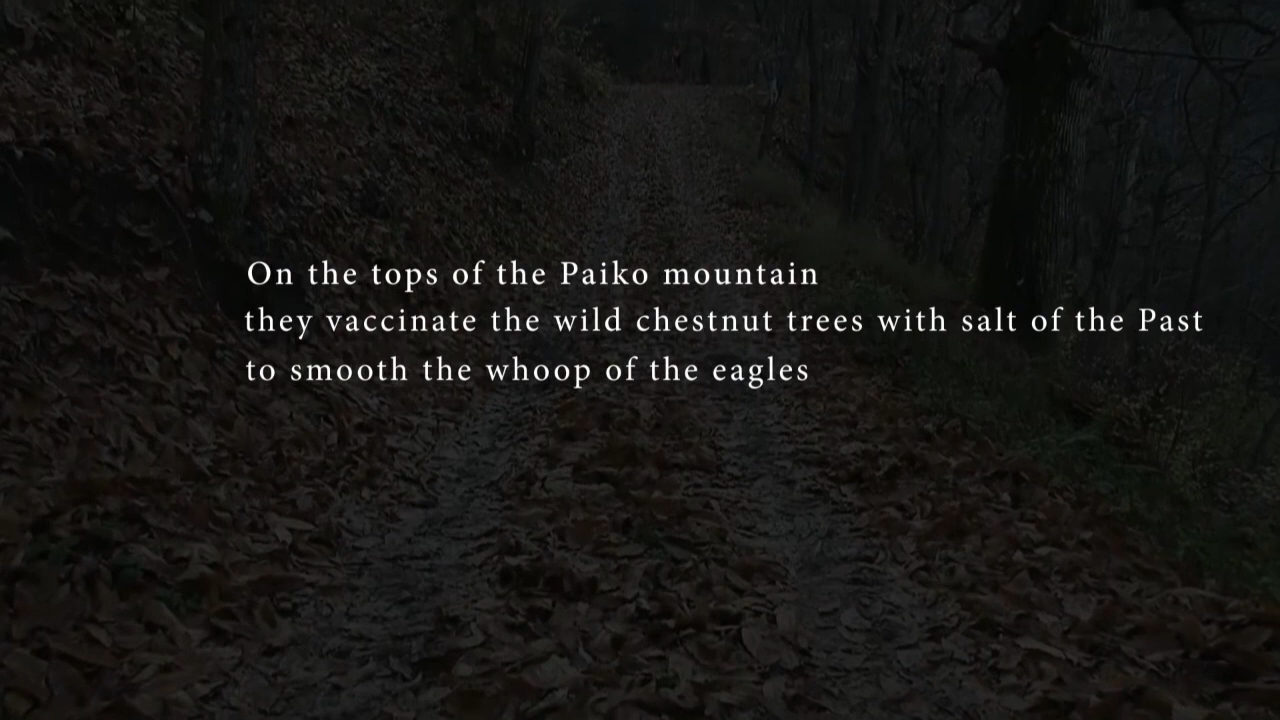 On the tops of the Paiko mountain
they vaccinate the wild chestnut trees with salt of the Past
to smooth the whoop of the eagles